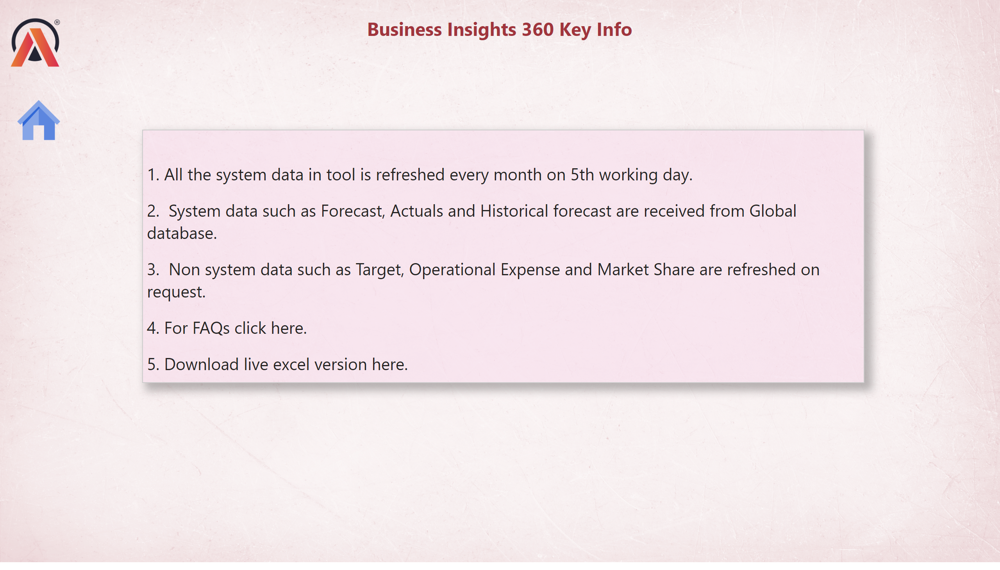 ®
Business Insights 360 Key Info
1. All the system data in tool is refreshed every month on 5th working day.
2.  System data such as Forecast, Actuals and Historical forecast are received from Global
database.
3.  Non system data such as Target, Operational Expense and Market Share are refreshed on
request.
4. For FAQs click here.
5. Download live excel version here.